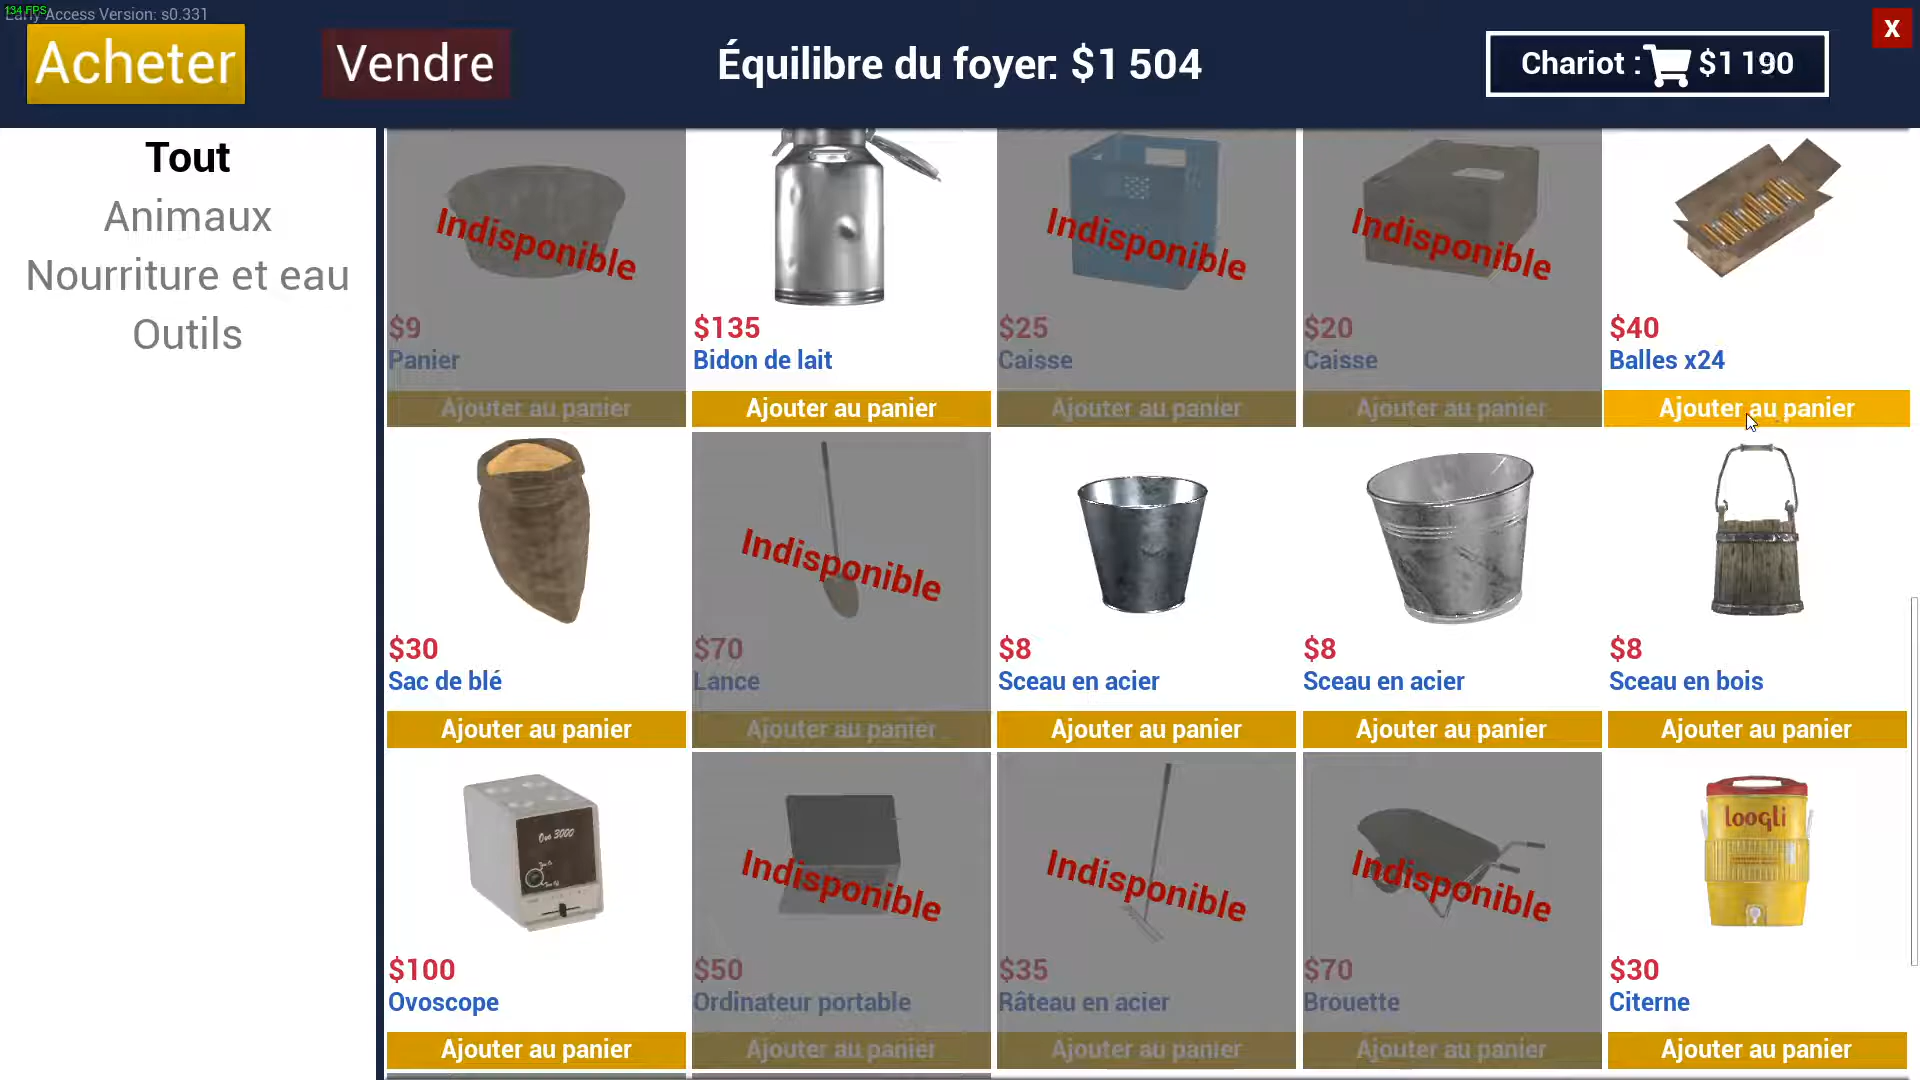 Early Access Version: s0.331
134 FPS
Acheter
Vendre
Équilibre du foyer: $1 504
Chariot : $1 190
X
Tout
Animaux
Nourriture et eau
Outils
Indisponible
Indisponible
Indisponible
$9
Panier
Ajouter au panier
$135
Bidon de lait
Ajouter au panier
$25
Caisse
Ajouter au panier
$20
Caisse
Ajouter au panier
$40
Balles x24
Ajouter au panier
$30
Sac de blé
Ajouter au panier
Indisponible
$70
Lance
Ajouter au panier
$8
Sceau en acier
Ajouter au panier
$8
Sceau en acier
Ajouter au panier
$8
Sceau en bois
Ajouter au panier
Ovo 3000
$100
Ovoscope
Ajouter au panier
Indisponible
$50
Ordinateur portable
Ajouter au panier
Indisponible
$35
Râteau en acier
Ajouter au panier
Indisponible
$70
Brouette
Ajouter au panier
loogli
$30
Citerne
Ajouter au panier